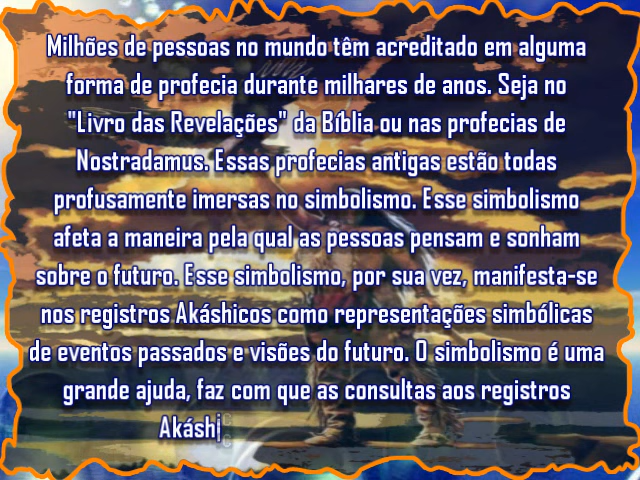 Milhões de pessoas no mundo têm acreditado em alguma
forma de profecia durante milhares de anos. Seja no
"Livro das Revelações" da Bíblia ou nas profecias de
Nostradamus. Essas profecias antigas estão todas
profusamente imersas no simbolismo. Esse simbolismo
afeta a maneira pela qual as pessoas pensam e sonham
sobre o futuro. Esse simbolismo, por sua vez, manifesta-se
nos registros Akáshicos como representações simbólicas
de eventos passados e visões do futuro. O simbolismo é uma
grande ajuda, faz com que as consultas aos registros
Akásh